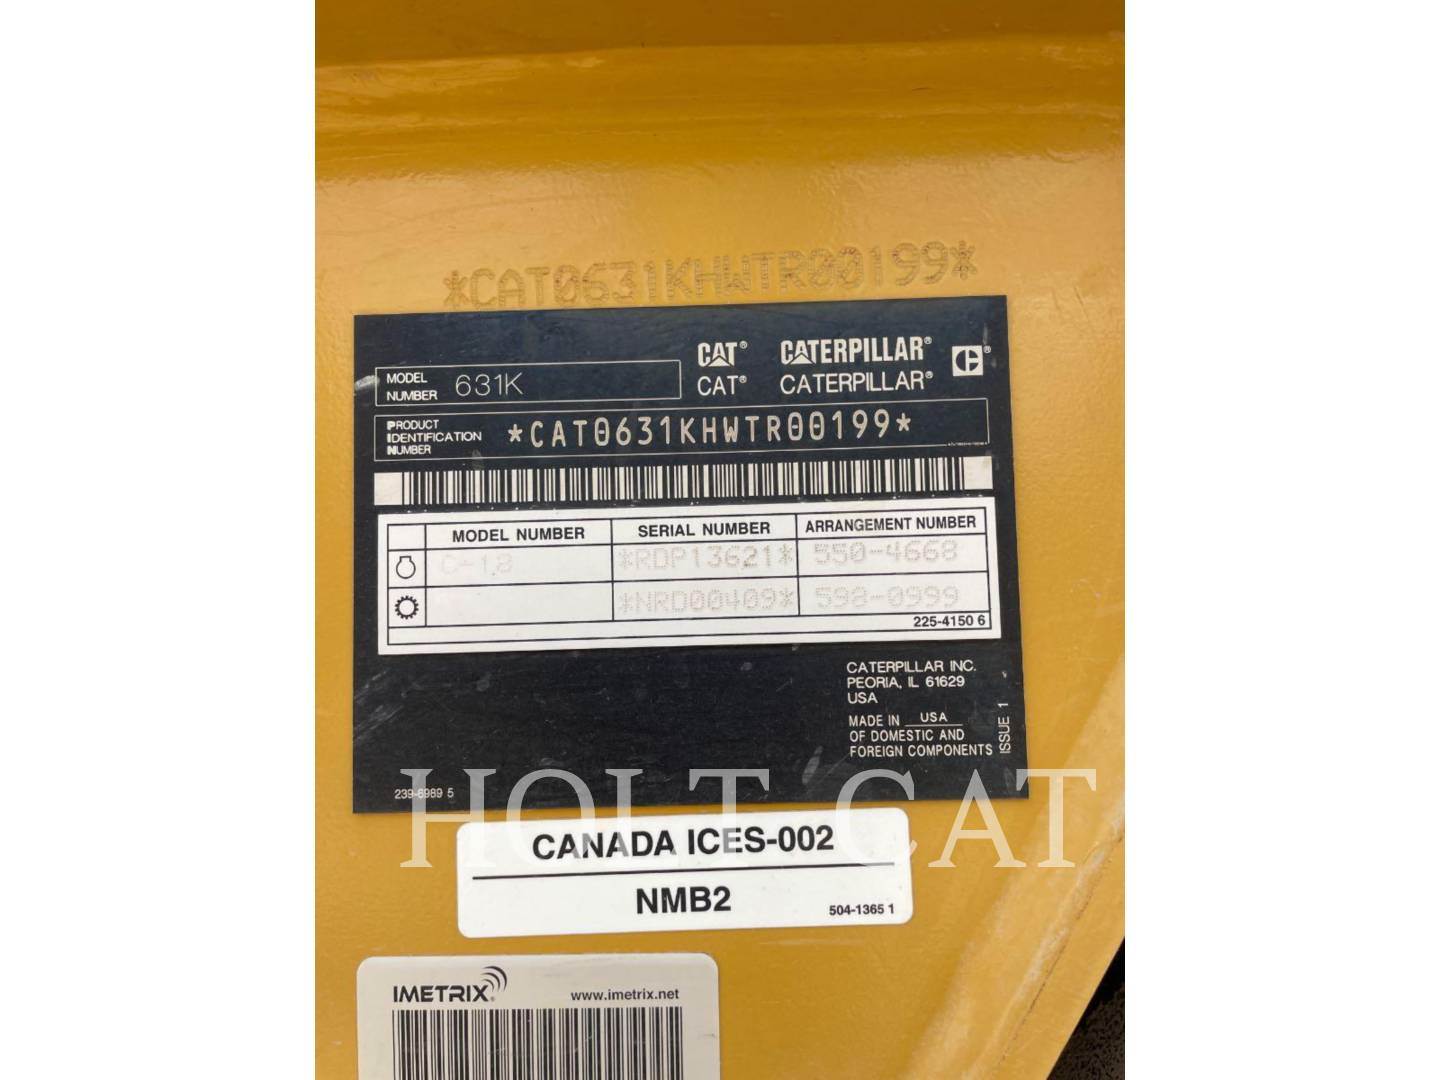 *CAT0631KHWTR00199*
CAT® CATERPILLAR®
CAT® CATERPILLAR®
MODEL NUMBER 631K
PRODUCT IDENTIFICATION NUMBER *CAT0631KHWTR00199*
MODEL NUMBER SERIAL NUMBER ARRANGEMENT NUMBER
C-18 *RDP13621* 550-4668
*NRD00409* 598-0999
225-4150 6
CATERPILLAR INC.
PEORIA, IL 61629
USA
MADE IN USA
OF DOMESTIC AND
FOREIGN COMPONENTS
ISSUE 1
239-6989 5
HOLT CAT
CANADA ICES-002
NMB2
504-1365 1
IMETRIX® www.imetrix.net